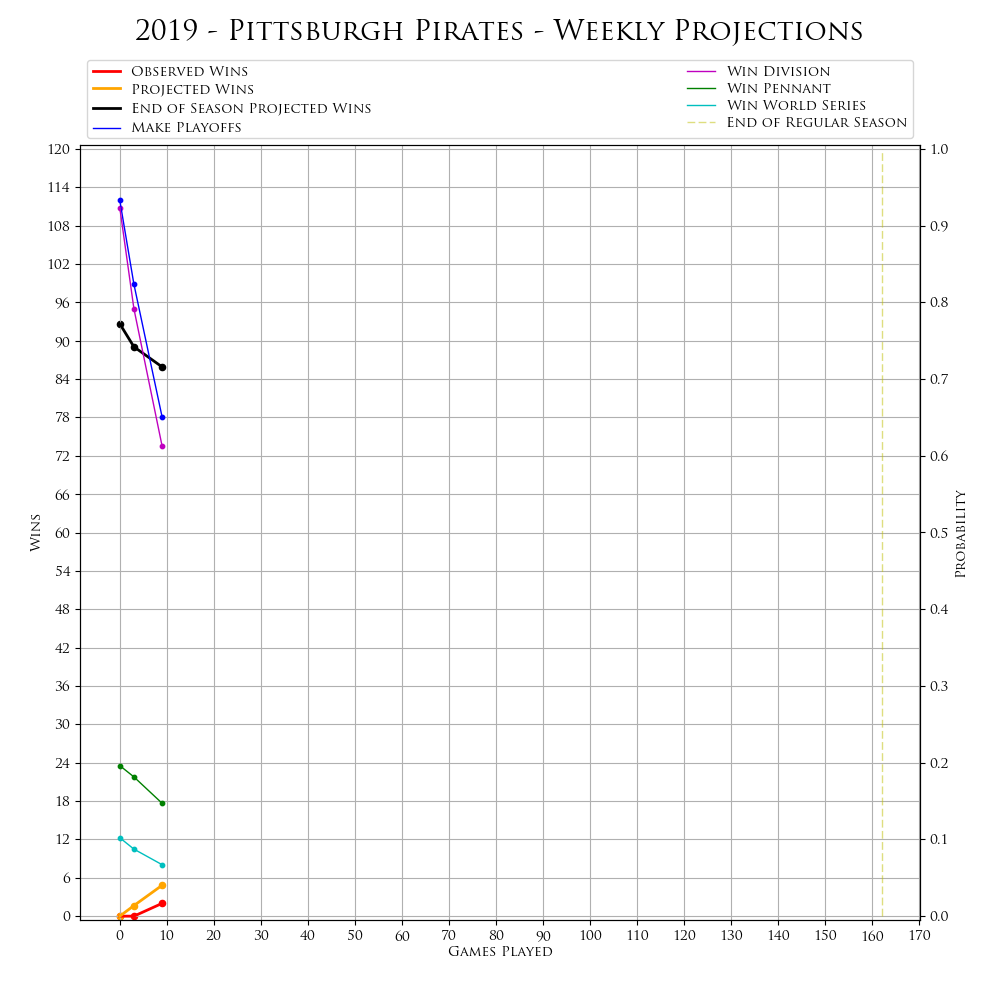 2019 - Pittsburgh Pirates - Weekly Projections
Observed Wins
Projected Wins
End of Season Projected Wins
Make Playoffs
Win Division
Win Pennant
Win World Series
End of Regular Season
120
114
108
102
96
90
84
78
72
66
60
54
48
42
36
30
24
18
12
6
0
Wins
1.0
0.9
0.8
0.7
0.6
0.5
0.4
0.3
0.2
0.1
0.0
Probability
0 10 20 30 40 50 60 70 80 90 100 110 120 130 140 150 160 170
Games Played